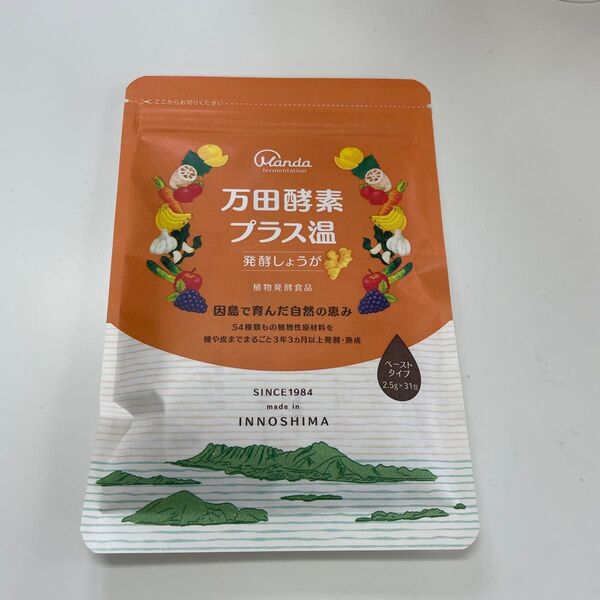 ここからお切りください
Manda
fermentation
万田酵素
プラス温
発酵しょうが
植物発酵食品
因島で育んだ自然の恵み
54種類もの植物性原材料を
種や皮までまるごと3年3ヵ月以上発酵・熟成
ペースト
タイプ
2.5g×31包
SINCE1984
made in
INNOSHIMA